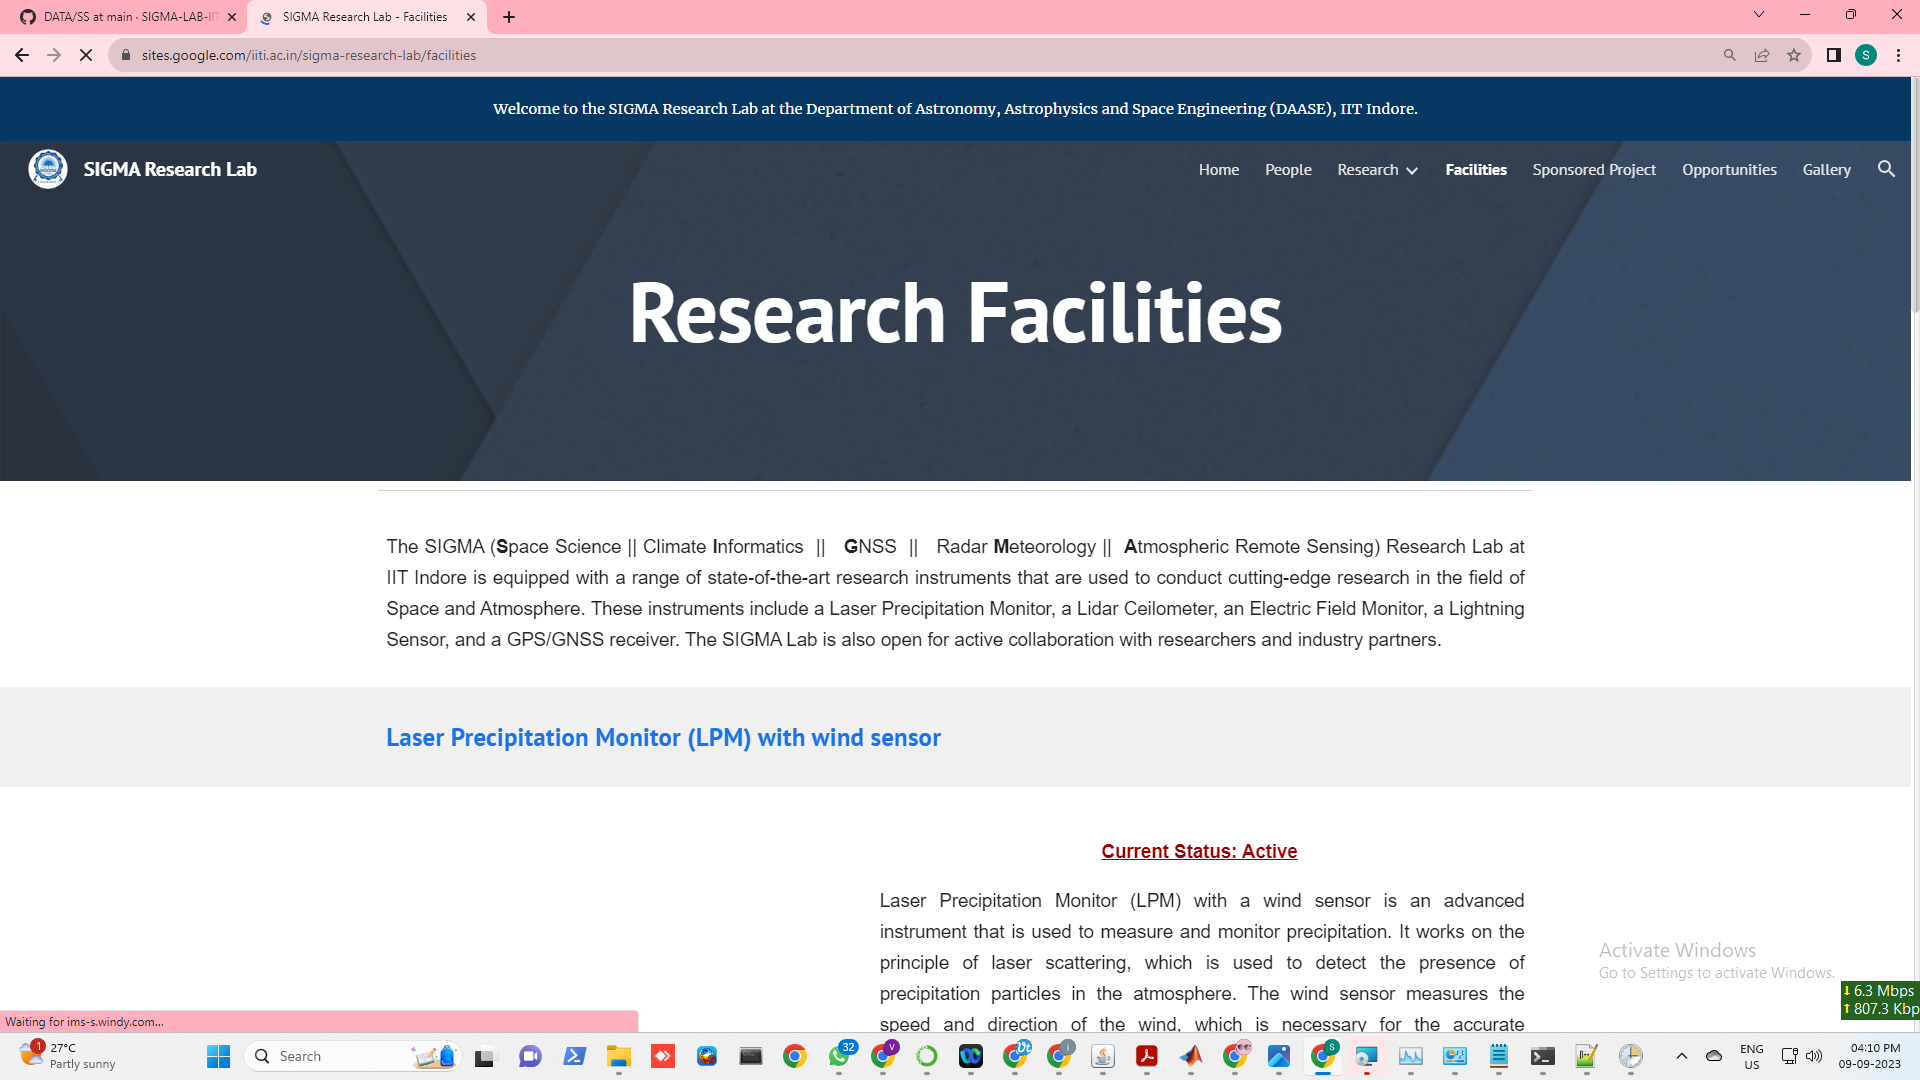 DATA/SS at main · SIGMA-LAB-IIT
SIGMA Research Lab - Facilities
sites.google.com/iiti.ac.in/sigma-research-lab/facilities
S
Welcome to the SIGMA Research Lab at the Department of Astronomy, Astrophysics and Space Engineering (DAASE), IIT Indore.
SIGMA Research Lab
Home
People
Research
Facilities
Sponsored Project
Opportunities
Gallery
Research Facilities
The SIGMA (Space Science || Climate Informatics || GNSS || Radar Meteorology || Atmospheric Remote Sensing) Research Lab at
IIT Indore is equipped with a range of state-of-the-art research instruments that are used to conduct cutting-edge research in the field of
Space and Atmosphere. These instruments include a Laser Precipitation Monitor, a Lidar Ceilometer, an Electric Field Monitor, a Lightning
Sensor, and a GPS/GNSS receiver. The SIGMA Lab is also open for active collaboration with researchers and industry partners.
Laser Precipitation Monitor (LPM) with wind sensor
Current Status: Active
Laser Precipitation Monitor (LPM) with a wind sensor is an advanced
instrument that is used to measure and monitor precipitation. It works on the
principle of laser scattering, which is used to detect the presence of
precipitation particles in the atmosphere. The wind sensor measures the
speed and direction of the wind, which is necessary for the accurate
Activate Windows
Go to Settings to activate Windows.
6.3 Mbps
807.3 Kbp
Waiting for ims-s.windy.com...
1
27°C
Partly sunny
Search
32
V
S
ENG
US
04:10 PM
09-09-2023